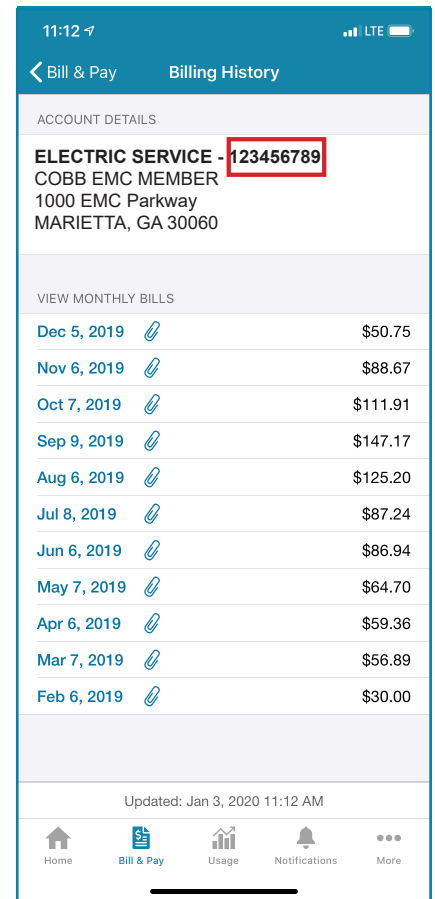 11:12 LTE
Bill & Pay Billing History
ACCOUNT DETAILS
ELECTRIC SERVICE - 123456789
COBB EMC MEMBER
1000 EMC Parkway
MARIETTA, GA 30060
VIEW MONTHLY BILLS
Dec 5, 2019 $50.75
Nov 6, 2019 $88.67
Oct 7, 2019 $111.91
Sep 9, 2019 $147.17
Aug 6, 2019 $125.20
Jul 8, 2019 $87.24
Jun 6, 2019 $86.94
May 7, 2019 $64.70
Apr 6, 2019 $59.36
Mar 7, 2019 $56.89
Feb 6, 2019 $30.00
Updated: Jan 3, 2020 11:12 AM
Home Bill & Pay Usage Notifications More